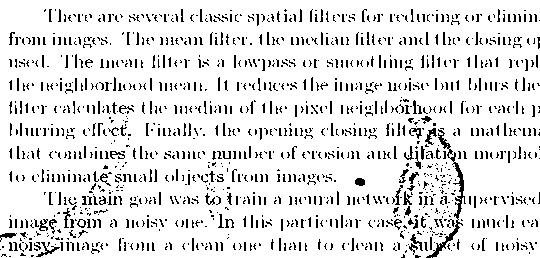 There are several classic spatial filters for reducing or elimin
from images. The mean filter, the median filter and the closing op
used. The mean filter is a lowpass or smoothing filter that repl
the neighborhood mean. It reduces the image noise but blurs the
filter calculates the median of the pixel neighborhood for each p
blurring effect. Finally, the opening closing filter is a mathema
that combines the same number of erosion and dilation morpho
to eliminate small objects from images.
The main goal was to train a neural network in a supervised
image from a noisy one. In this particular case, it was much ea
noisy image from a clean one than to clean a subset of noisy